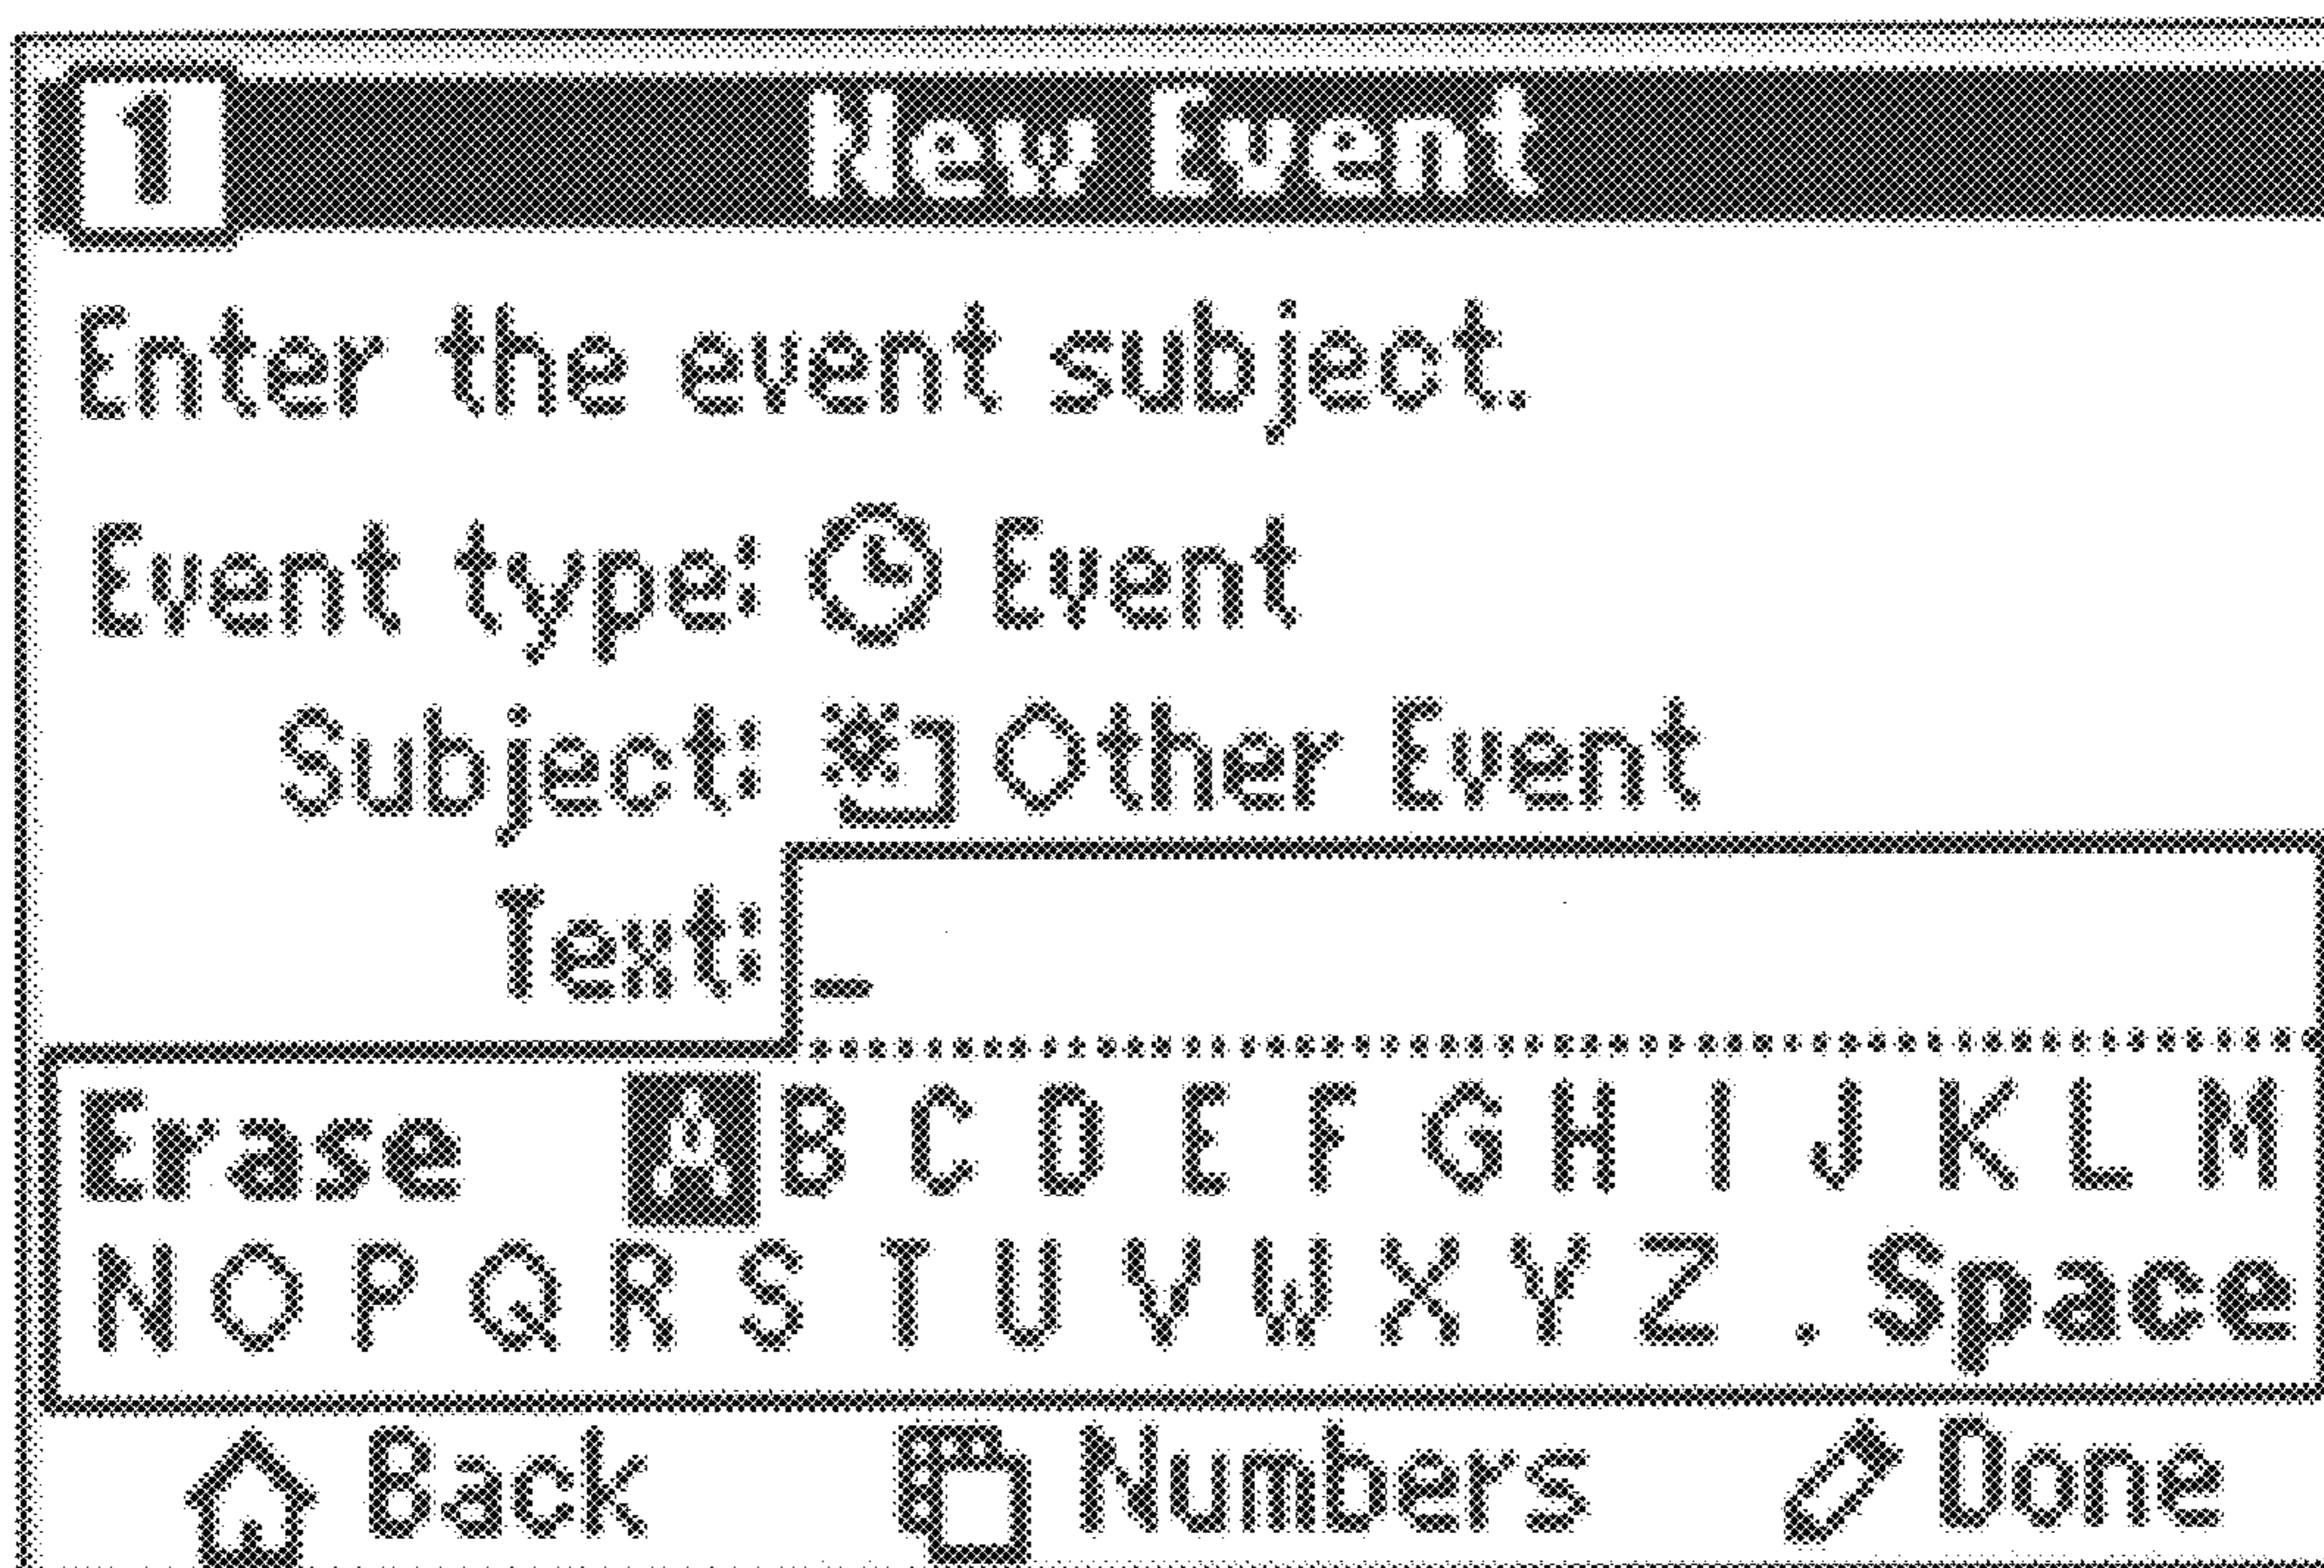 1 New Event
Enter the event subject.
Event type: Event
Subject: Other Event
Text: _
Erase A B C D E F G H I J K L M
N O P Q R S T U V W X Y Z . Space
Back Numbers Done